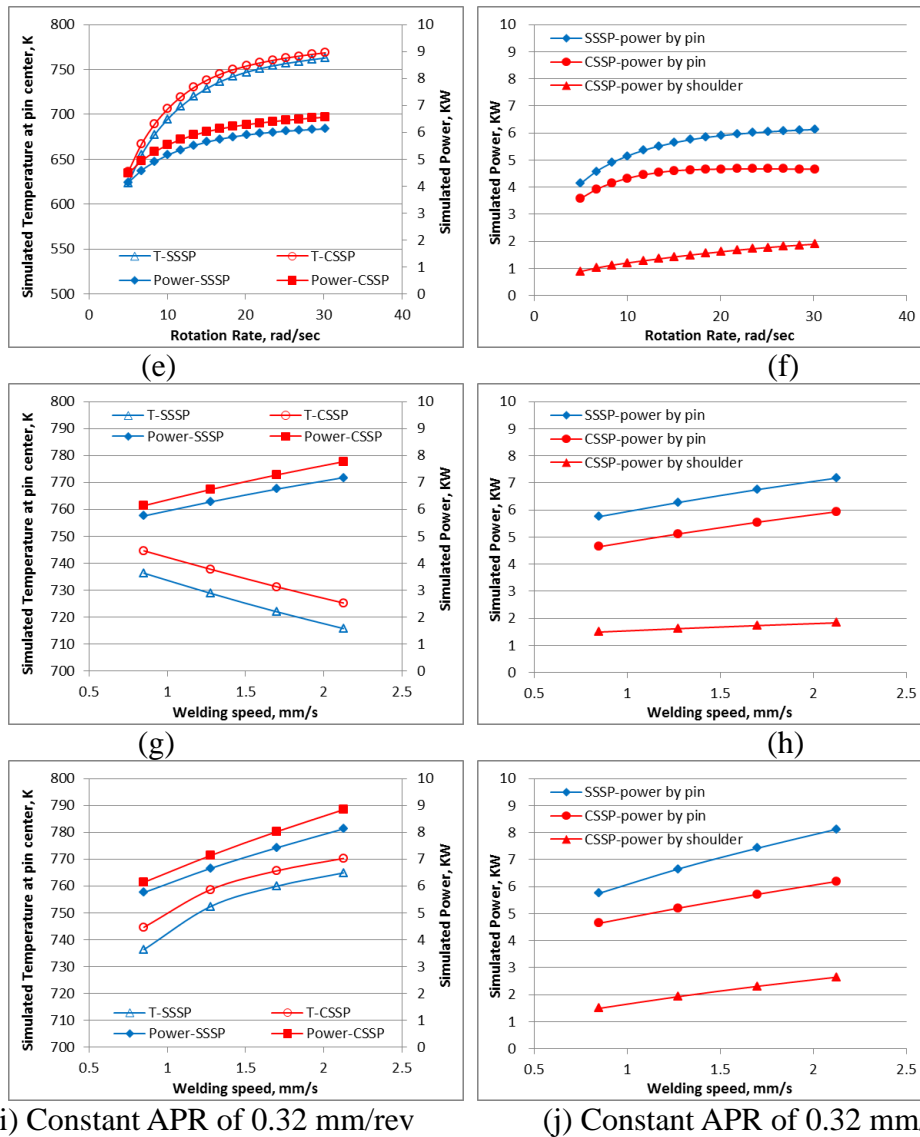 800
750
700
650
600
550
500
10
9
8
7
6
5
4
3
2
1
0
Simulated Temperature at pin center, K
Simulated Power, KW
T-SSSP
T-CSSP
Power-SSSP
Power-CSSP
0 10 20 30 40
Rotation Rate, rad/sec
(e)
10
9
8
7
6
5
4
3
2
1
0
Simulated Power, KW
SSSP-power by pin
CSSP-power by pin
CSSP-power by shoulder
0 10 20 30 40
Rotation Rate, rad/sec
(f)
800
790
780
770
760
750
740
730
720
710
700
10
9
8
7
6
5
4
3
2
1
0
Simulated Temperature at pin center, K
Simulated Power, KW
T-SSSP
T-CSSP
Power-SSSP
Power-CSSP
0.5 1 1.5 2 2.5
Welding speed, mm/s
(g)
10
9
8
7
6
5
4
3
2
1
0
Simulated Power, KW
SSSP-power by pin
CSSP-power by pin
CSSP-power by shoulder
0.5 1 1.5 2 2.5
Welding speed, mm/s
(h)
800
790
780
770
760
750
740
730
720
710
700
10
9
8
7
6
5
4
3
2
1
0
Simulated Temperature at pin center, K
Simulated Power, KW
T-SSSP
T-CSSP
Power-SSSP
Power-CSSP
0.5 1 1.5 2 2.5
Welding speed, mm/s
i) Constant APR of 0.32 mm/rev
10
9
8
7
6
5
4
3
2
1
0
Simulated Power, KW
SSSP-power by pin
CSSP-power by pin
CSSP-power by shoulder
0.5 1 1.5 2 2.5
Welding speed, mm/s
(j) Constant APR of 0.32 mm